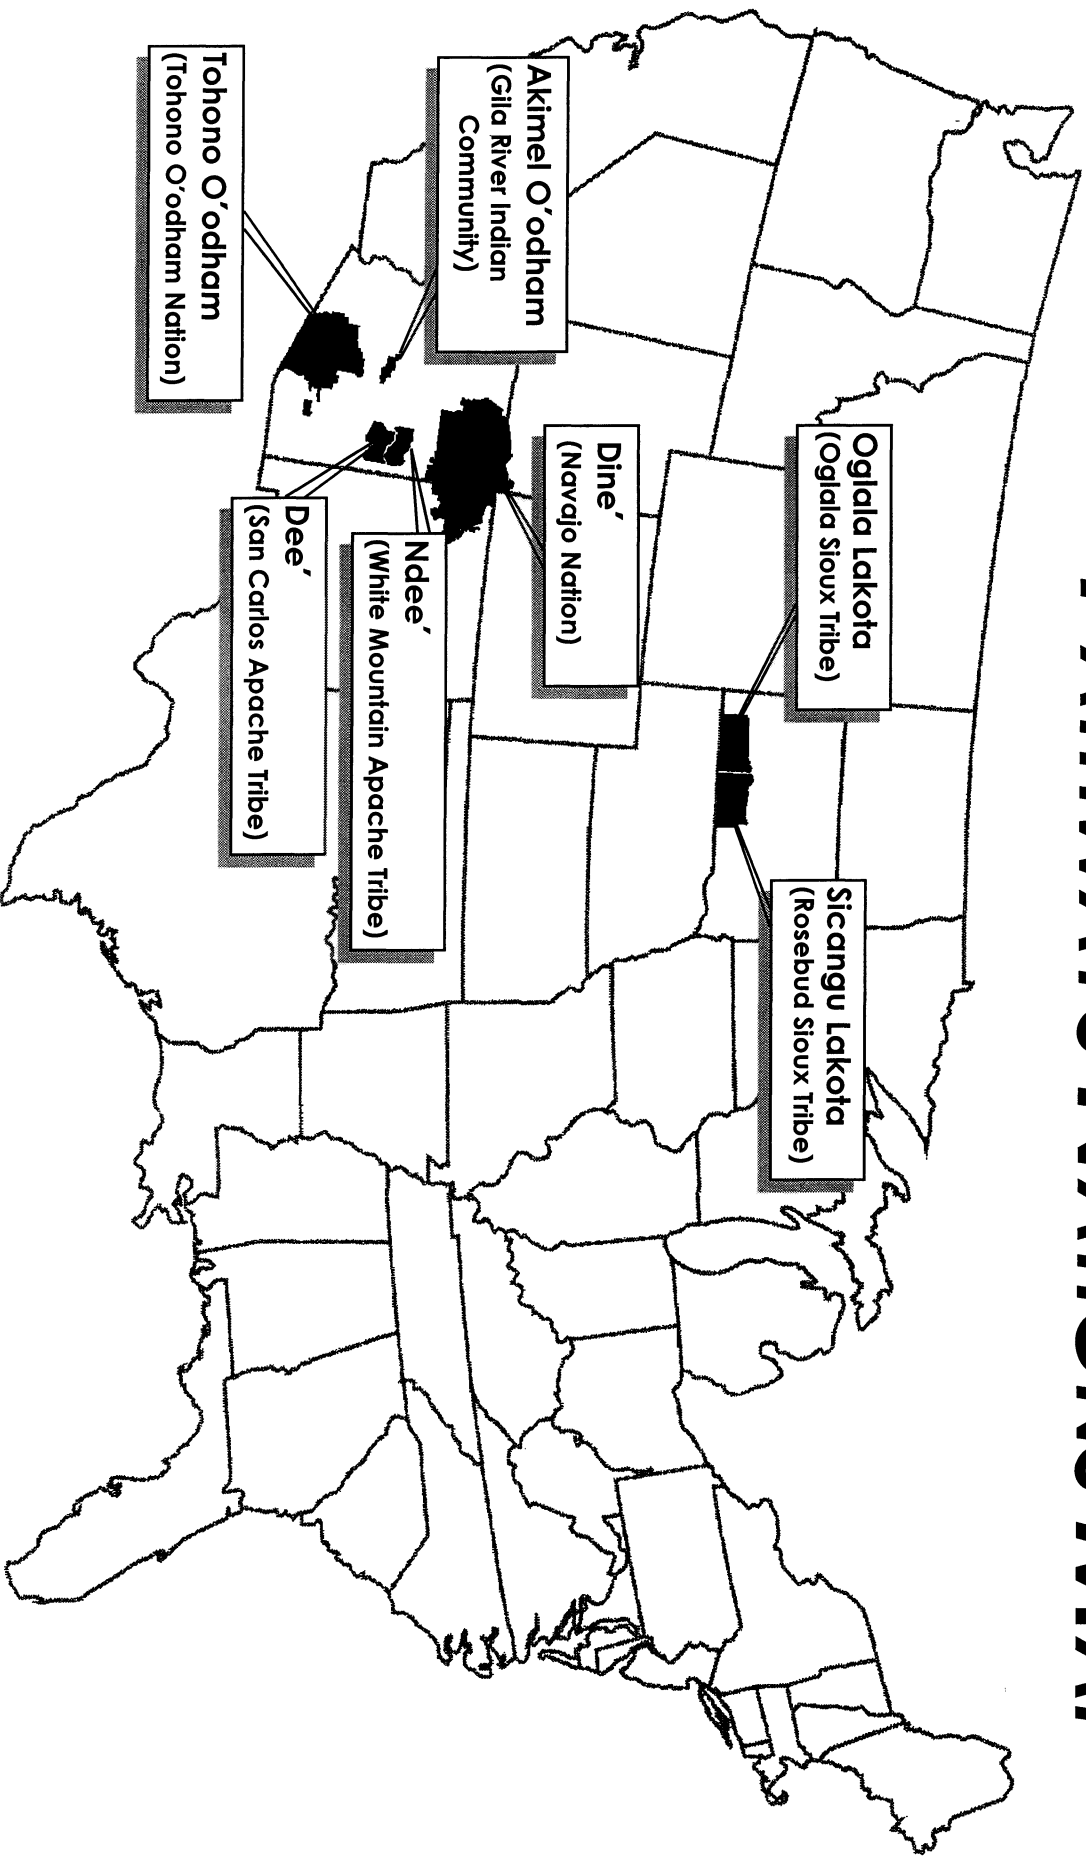 Oglala Lakota
(Oglala Sioux Tribe)
Sicangu Lakota
(Rosebud Sioux Tribe)
Dine′
(Navajo Nation)
Akimel O′odham
(Gila River Indian
Community)
Ndee′
(White Mountain Apache Tribe)
Dee′
(San Carlos Apache Tribe)
Tohono O′odham
(Tohono O′odham Nation)